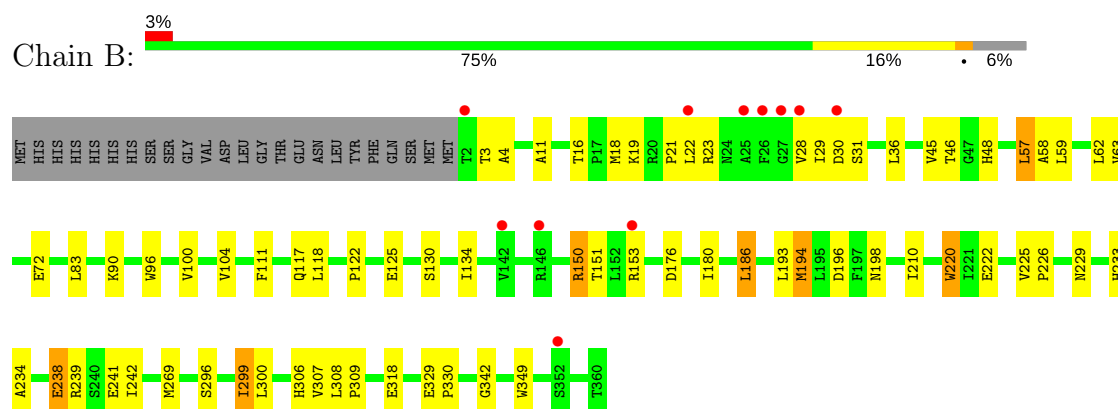 3%
Chain B:
75% 16% • 6%
MET HIS HIS HIS HIS HIS HIS SER SER GLY VAL ASP LEU GLY THR GLU ASN LEU TYR PHE GLN SER MET MET T2 T3 A4 A11 T16 P17 M18 K19 R20 P21 L22 R23 N24 A25 F26 G27 V28 I29 D30 S31 L36 V45 T46 G47 H48 L57 A58 L59 L62 V63
E72 L83 K90 W96 V100 V104 F111 Q117 L118 P122 E125 S130 I134 V142 R146 R150 T151 L152 R153 D176 I180 L186 L193 M194 L195 D196 F197 N198 I210 W220 I221 E222 V225 P226 N229 H233
A234 E238 R239 S240 E241 I242 M269 S296 I299 L300 H306 V307 L308 P309 E318 E329 P330 G342 W349 S352 T360